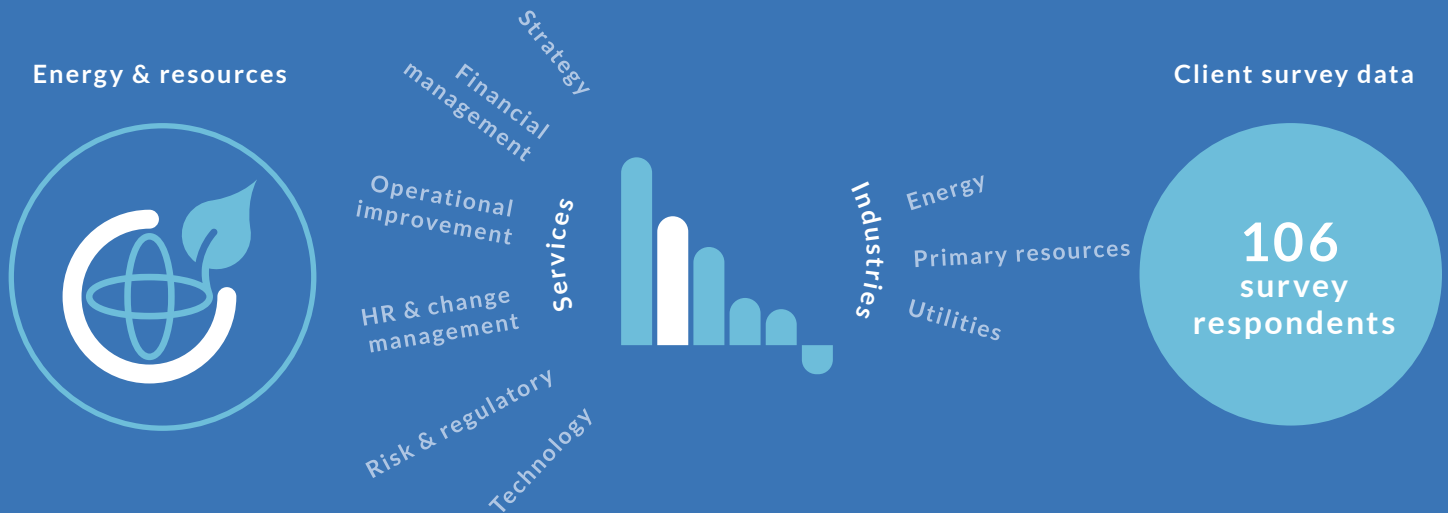 Energy & resources
Strategy
Financial
management
Operational
improvement
HR & change
management
Risk & regulatory
Technology
Services
Industries
Energy
Primary resources
Utilities
Client survey data
106
survey
respondents